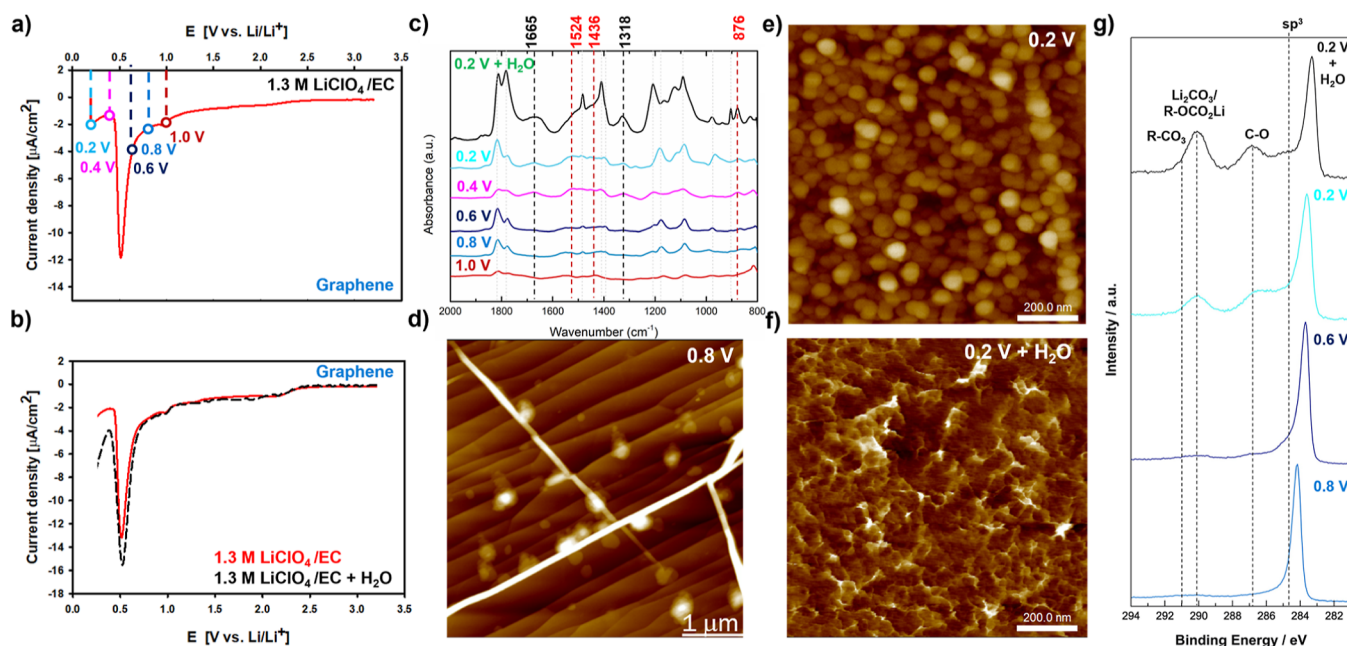 a)
E [V vs. Li/Li⁺]
0.0 0.5 1.0 1.5 2.0 2.5 3.0 3.5
2
0
-2
-4
-6
-8
-10
-12
-14
Current density [µA/cm²]
1.3 M LiClO₄/EC
0.2 V
0.4 V
0.6 V
0.8 V
1.0 V
Graphene
b)
2
0
-2
-4
-6
-8
-10
-12
-14
-16
-18
Current density [µA/cm²]
Graphene
1.3 M LiClO₄/EC
1.3 M LiClO₄/EC + H₂O
0.0 0.5 1.0 1.5 2.0 2.5 3.0 3.5
E [V vs. Li/Li⁺]
c)
1665
1524
1436
1318
876
0.2 V + H₂O
0.2 V
0.4 V
0.6 V
0.8 V
1.0 V
Absorbance (a.u.)
2000 1800 1600 1400 1200 1000 800
Wavenumber (cm⁻¹)
d)
0.8 V
1 µm
e)
0.2 V
200.0 nm
f)
0.2 V + H₂O
200.0 nm
g)
sp³
0.2 V
+
H₂O
Li₂CO₃/
R-OCO₂Li
R-CO₃
C-O
0.2 V
0.6 V
0.8 V
Intensity / a.u.
294 292 290 288 286 284 282
Binding Energy / eV